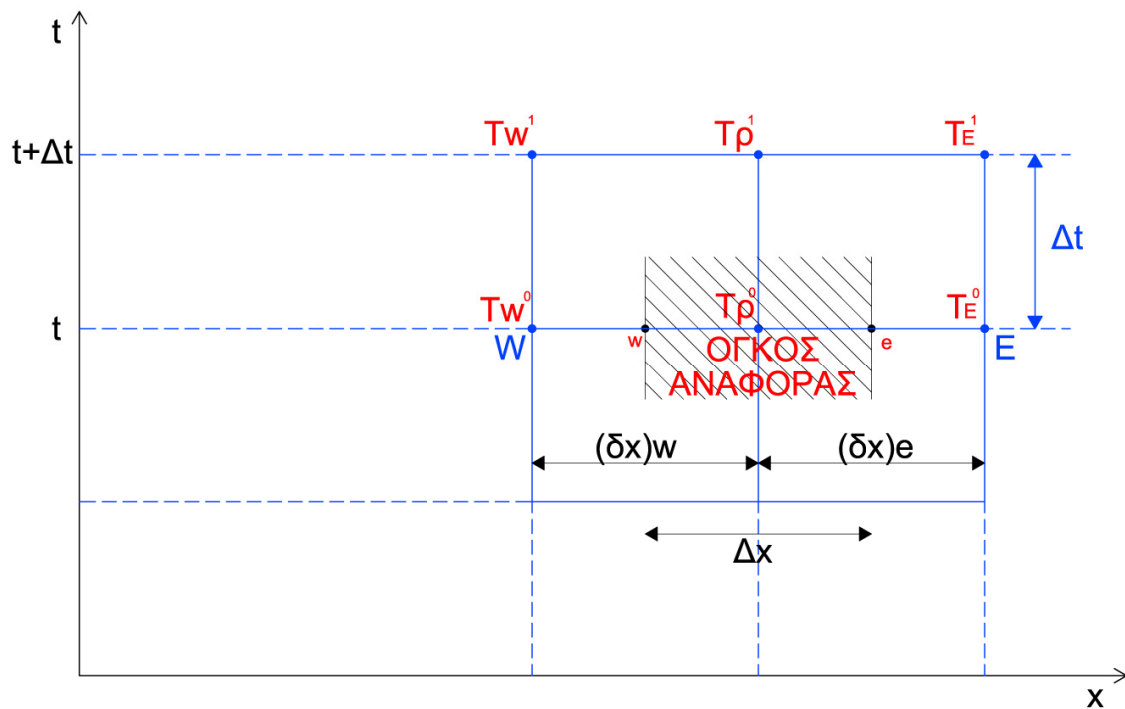 t
t+Δt
Tw¹
Tρ¹
TE¹
Δt
Tw⁰
Tρ⁰
TE⁰
t
W
w
e
E
ΟΓΚΟΣ
ΑΝΑΦΟΡΑΣ
(δx)w
(δx)e
Δx
x